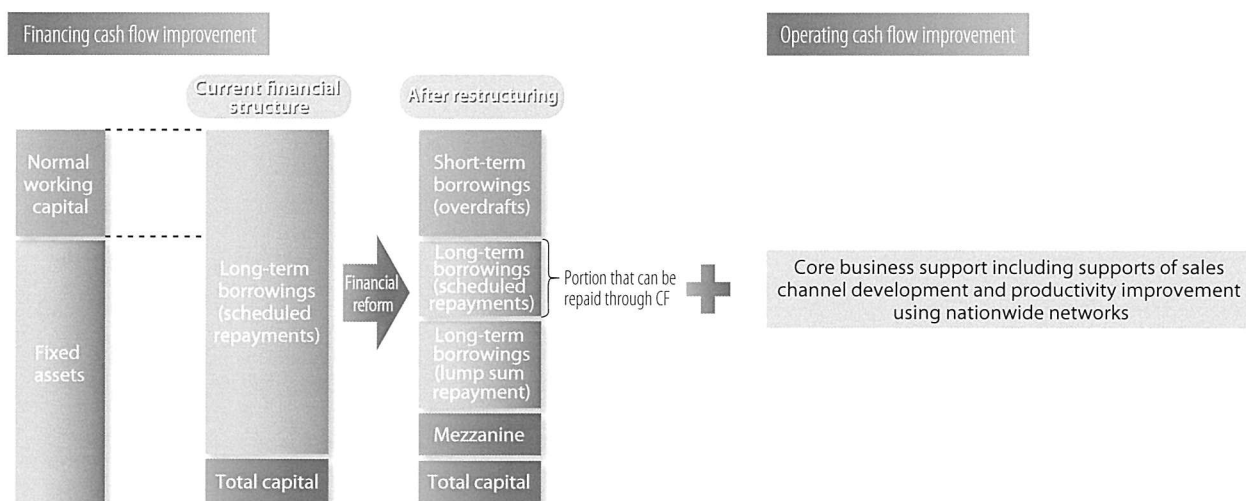 Financing cash flow improvement
Operating cash flow improvement
Current financial
structure
After restructuring
Normal
working
capital
Fixed
assets
Long-term
borrowings
(scheduled
repayments)
Total capital
Financial
reform
Short-term
borrowings
(overdrafts)
Long-term
borrowings
(scheduled
repayments)
Long-term
borrowings
(lump sum
repayment)
Mezzanine
Total capital
Portion that can be
repaid through CF
Core business support including supports of sales
channel development and productivity improvement
using nationwide networks